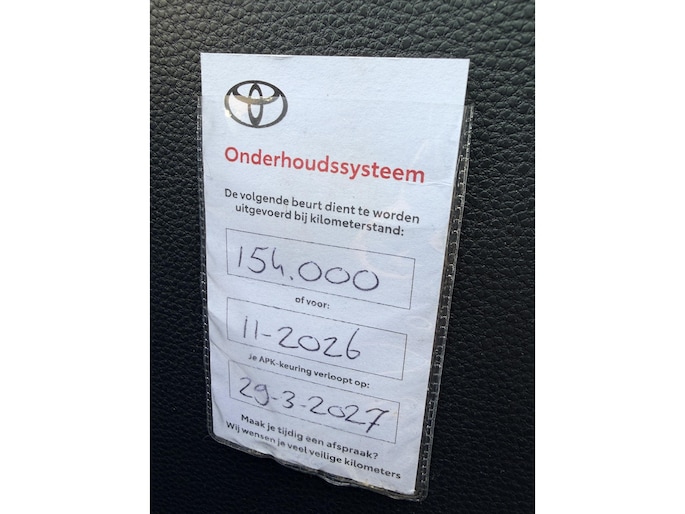 Onderhoudssysteem
De volgende beurt dient te worden
uitgevoerd bij kilometerstand:
154.000
of voor:
11-2026
je APK-keuring verloopt op:
29-3-2027
Maak je tijdig een afspraak?
Wij wensen je veel veilige kilometers